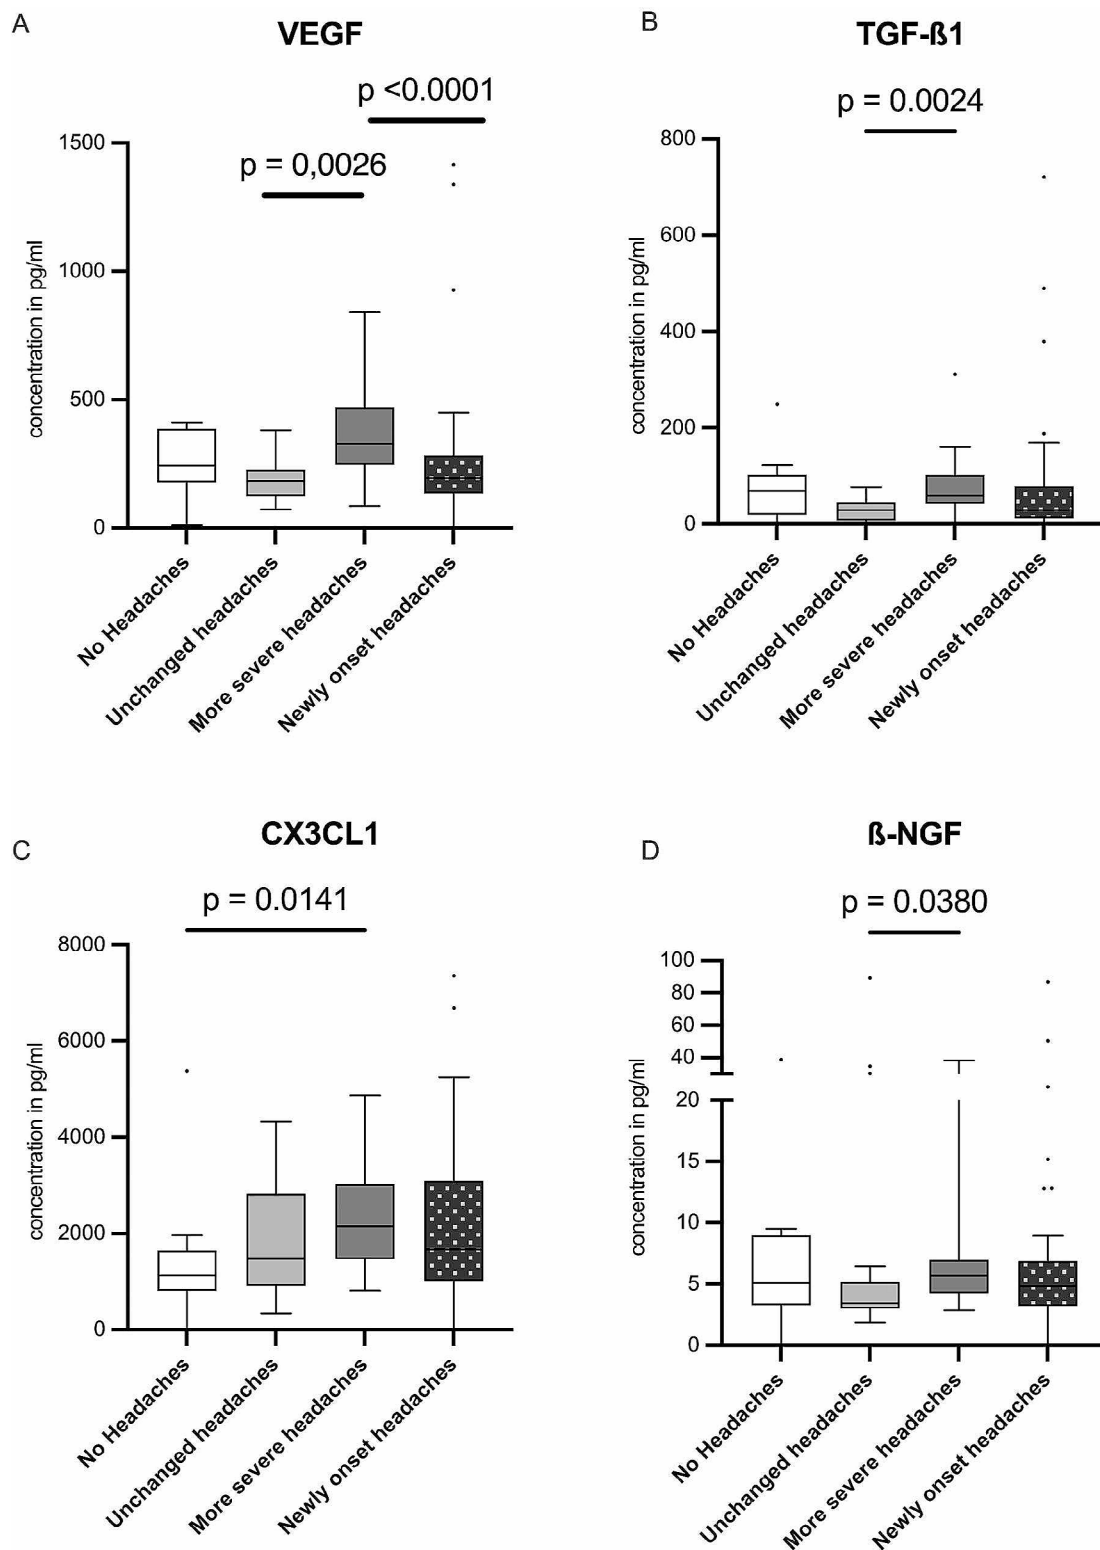 A
VEGF
p <0.0001
p = 0,0026
1500
1000
500
0
concentration in pg/ml
No Headaches
Unchanged headaches
More severe headaches
Newly onset headaches
B
TGF-ß1
p = 0.0024
800
600
400
200
0
concentration in pg/ml
No Headaches
Unchanged headaches
More severe headaches
Newly onset headaches
C
CX3CL1
p = 0.0141
8000
6000
4000
2000
0
concentration in pg/ml
No Headaches
Unchanged headaches
More severe headaches
Newly onset headaches
D
ß-NGF
p = 0.0380
100
80
60
40
20
15
10
5
0
concentration in pg/ml
No Headaches
Unchanged headaches
More severe headaches
Newly onset headaches